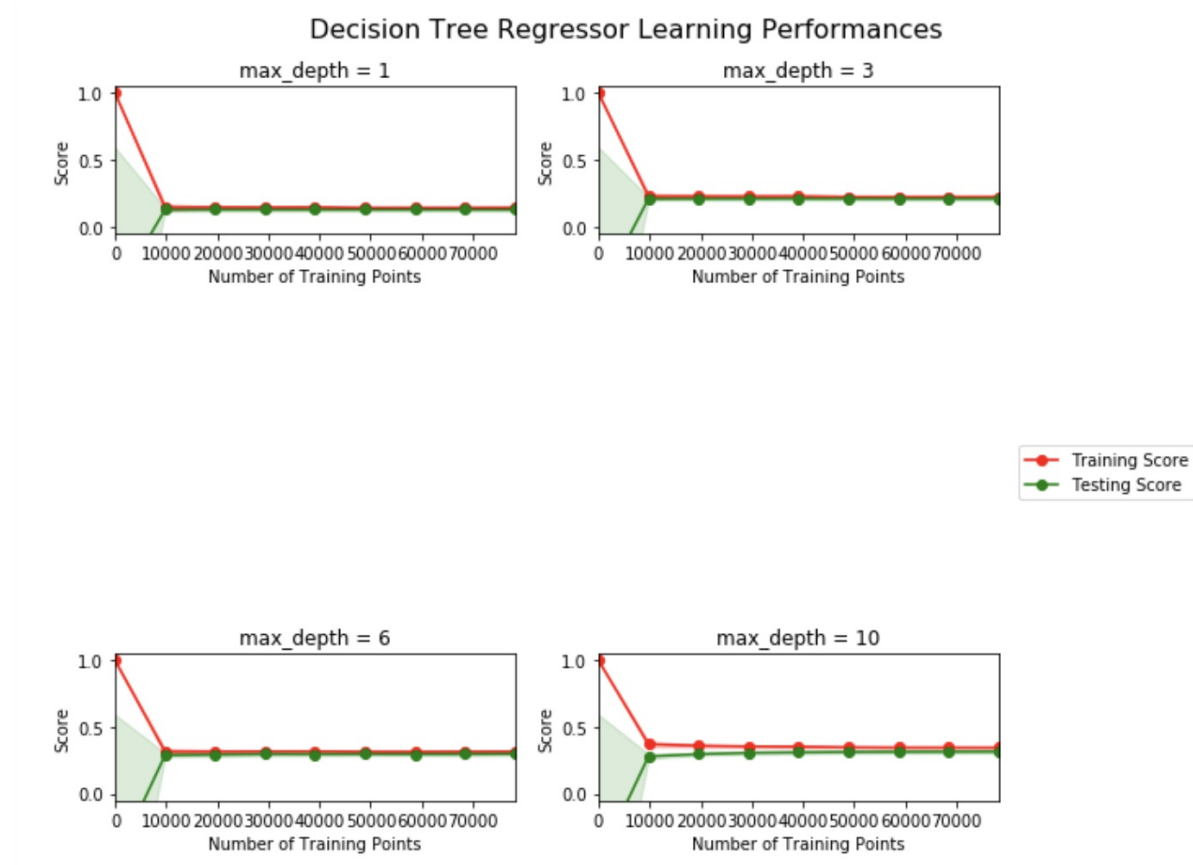 Decision Tree Regressor Learning Performances
max_depth = 1
1.0
0.5
0.0
Score
0 10000 20000 30000 40000 50000 60000 70000
Number of Training Points
max_depth = 3
1.0
0.5
0.0
Score
0 10000 20000 30000 40000 50000 60000 70000
Number of Training Points
Training Score
Testing Score
max_depth = 6
1.0
0.5
0.0
Score
0 10000 20000 30000 40000 50000 60000 70000
Number of Training Points
max_depth = 10
1.0
0.5
0.0
Score
0 10000 20000 30000 40000 50000 60000 70000
Number of Training Points